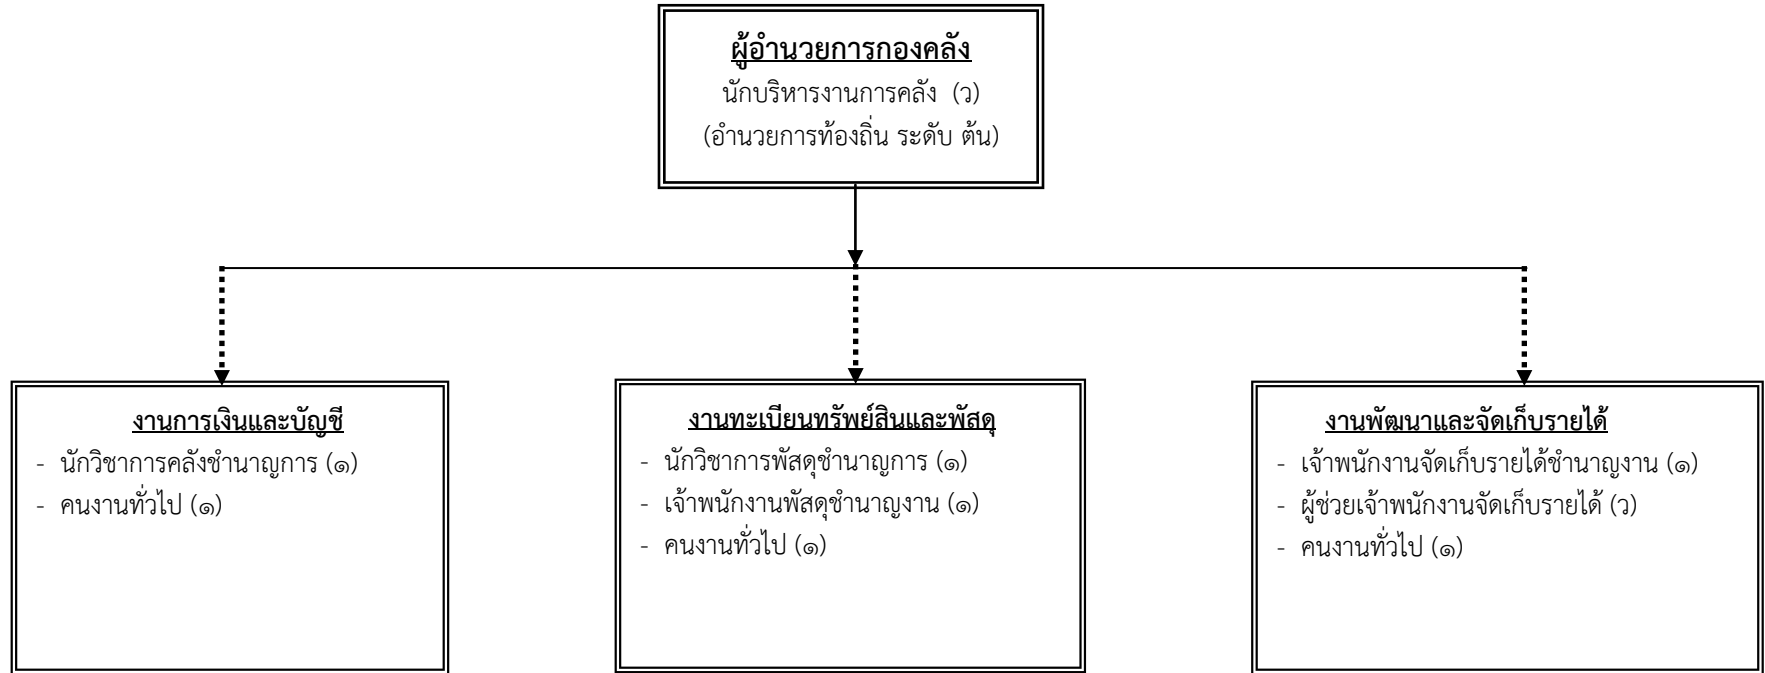 ผู้อำนวยการกองคลัง
นักบริหารงานการคลัง (ว)
(อำนวยการท้องถิ่น ระดับ ต้น)
งานการเงินและบัญชี
- นักวิชาการคลังชำนาญการ (๑)
- คนงานทั่วไป (๑)
งานทะเบียนทรัพย์สินและพัสดุ
- นักวิชาการพัสดุชำนาญการ (๑)
- เจ้าพนักงานพัสดุชำนาญงาน (๑)
- คนงานทั่วไป (๑)
งานพัฒนาและจัดเก็บรายได้
- เจ้าพนักงานจัดเก็บรายได้ชำนาญงาน (๑)
- ผู้ช่วยเจ้าพนักงานจัดเก็บรายได้ (ว)
- คนงานทั่วไป (๑)